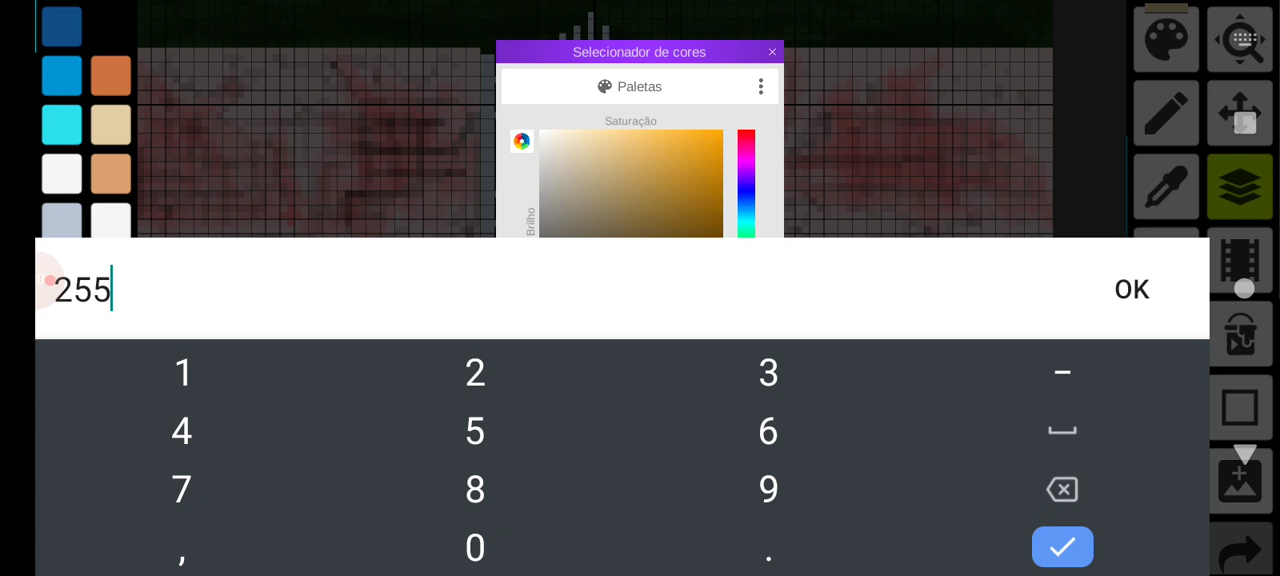 Selecionador de cores
Paletas
Saturação
Brilho
255
OK
1 2 3 –
4 5 6
7 8 9
, 0 .